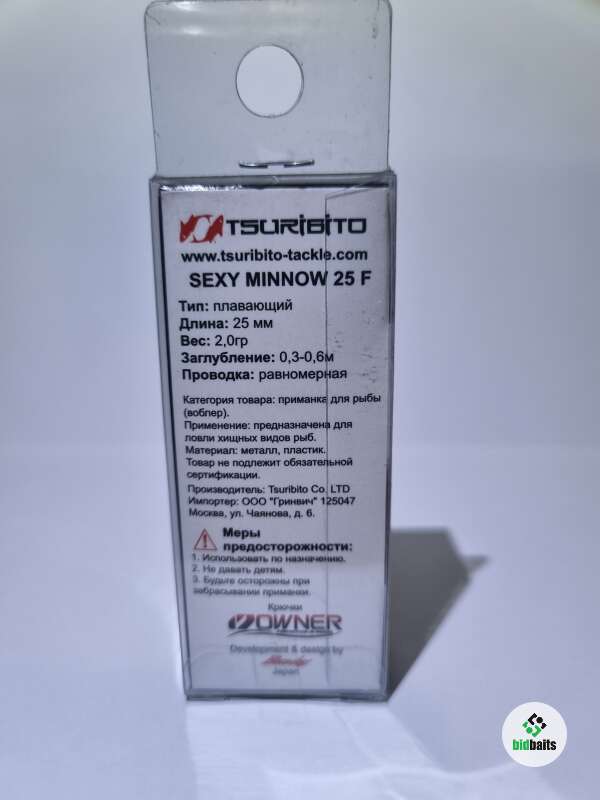 TSURIBITO
www.tsuribito-tackle.com
SEXY MINNOW 25 F
Тип: плавающий
Длина: 25 мм
Вес: 2,0гр
Заглубление: 0,3-0,6м
Проводка: равномерная
Категория товара: приманка для рыбы
(воблер).
Применение: предназначена для
ловли хищных видов рыб.
Материал: металл, пластик.
Товар не подлежит обязательной
сертификации.
Производитель: Tsuribito Co. LTD
Импортер: ООО "Гринвич" 125047
Москва, ул. Чаянова, д. 6.
Меры
предосторожности:
1. Использовать по назначению.
2. Не давать детям.
3. Будьте осторожны при
забрасывании приманки.
Крючки
OWNER
Development & design by
Japan
bidbaits